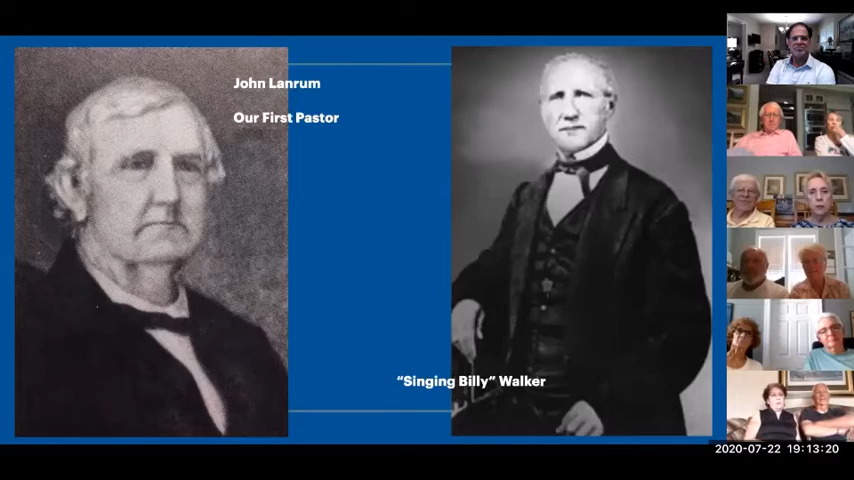 John Lanrum
Our First Pastor
“Singing Billy” Walker
2020-07-22 19:13:20